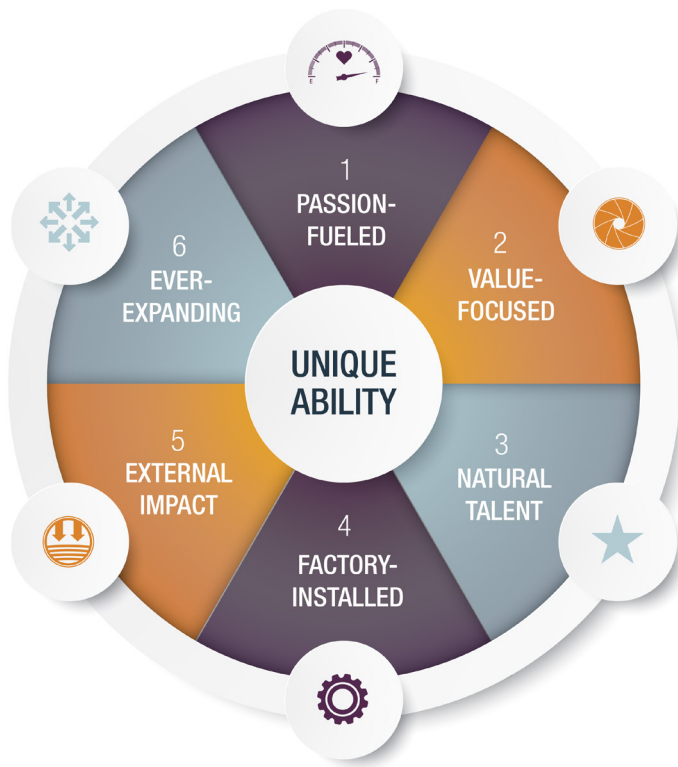 E
F
1
PASSION-
FUELED
2
VALUE-
FOCUSED
3
NATURAL
TALENT
4
FACTORY-
INSTALLED
5
EXTERNAL
IMPACT
6
EVER-
EXPANDING
UNIQUE
ABILITY